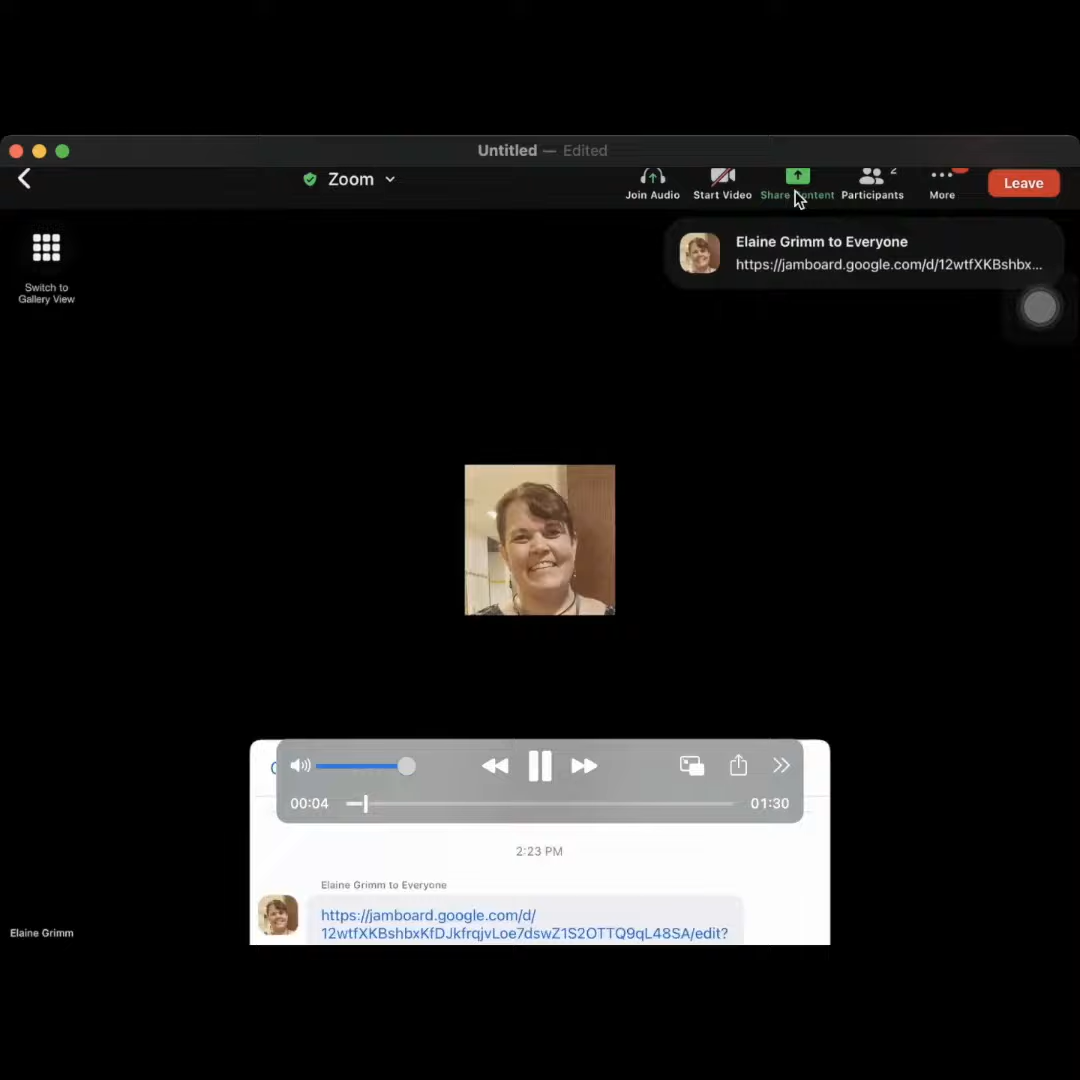 Untitled — Edited
Zoom
Join Audio
Start Video
Share Content
2
Participants
More
Leave
Elaine Grimm to Everyone
https://jamboard.google.com/d/12wtfXKBshbx...
Switch to
Gallery View
00:04
01:30
2:23 PM
Elaine Grimm to Everyone
https://jamboard.google.com/d/
12wtfXKBshbxKfDJkfrqjvLoe7dswZ1S2OTTQ9qL48SA/edit?
Elaine Grimm